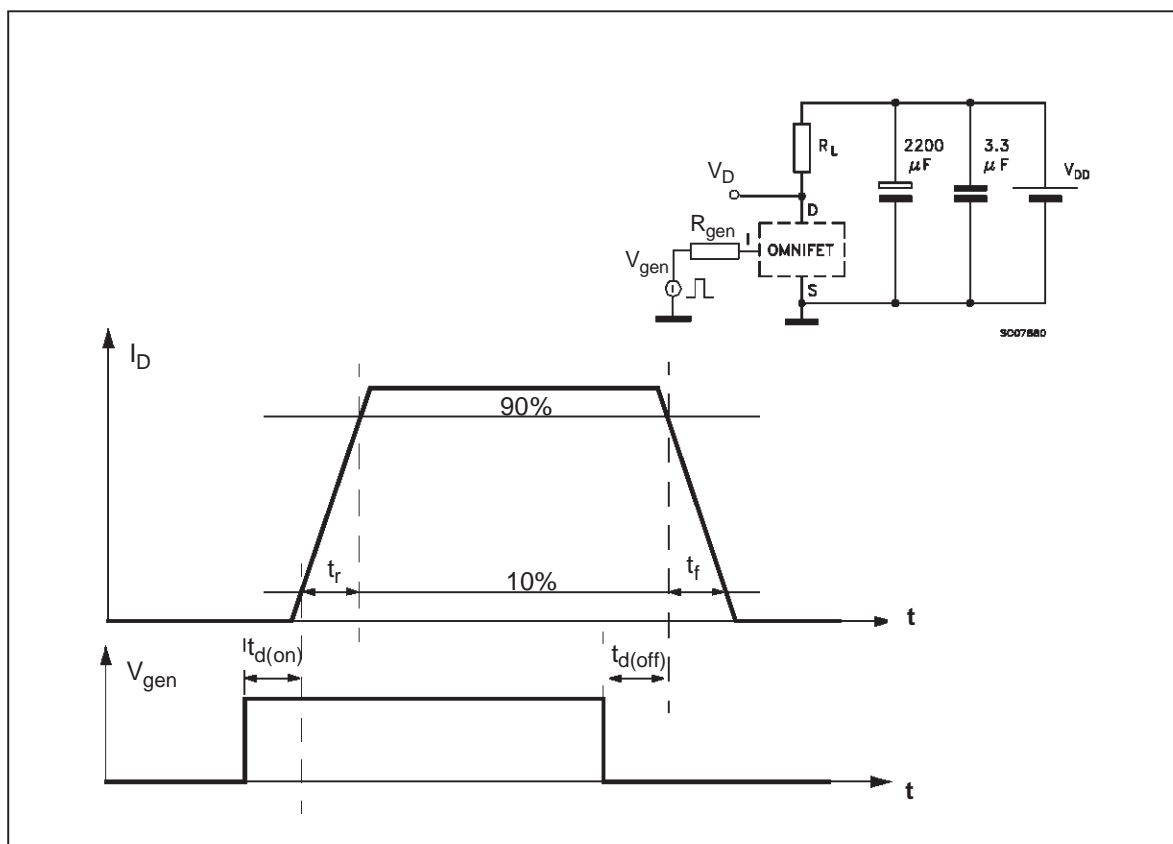 2200
µF
3.3
µF
R_L
V_DD
V_D
D
R_gen
I
OMNIFET
V_gen
S
SC07880
I_D
90%
t_r
10%
t_f
t
t_d(on)
t_d(off)
V_gen
t